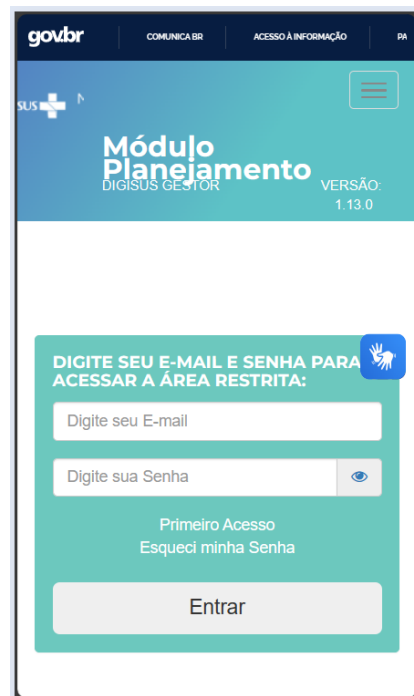 gov.br
COMUNICA BR ACESSO À INFORMAÇÃO PA
SUS
Módulo
Planejamento
DIGISUS GESTOR VERSÃO:
1.13.0
DIGITE SEU E-MAIL E SENHA PARA
ACESSAR A ÁREA RESTRITA:
Digite seu E-mail
Digite sua Senha
Primeiro Acesso
Esqueci minha Senha
Entrar